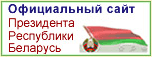 Официальный сайт
Президента
Республики
Беларусь